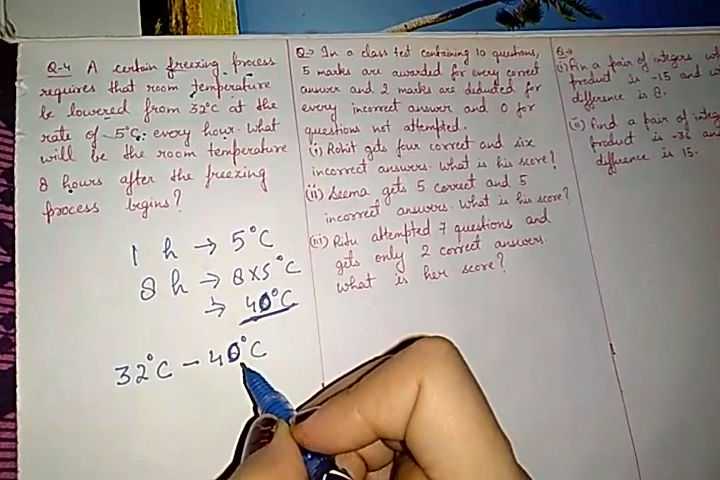 Q-4 A certain freezing process
requires that room temperature
be lowered from 32°C at the
rate of 5°C every hour. What
will be the room temperature
8 hours after the freezing
process begins?
1 h → 5°C
8 h → 8×5°C
→ 40°C
32°C - 40°C
Q→ In a class test containing 10 questions,
5 marks are awarded for every correct
answer and 2 marks are deducted for
every incorrect answer and 0 for
questions not attempted.
(i) Rohit gets four correct and six
incorrect answers. What is his score?
(ii) Seema gets 5 correct and 5
incorrect answers. What is his score?
(iii) Ritu attempted 7 questions and
gets only 2 correct answers.
What is her score?
Q→
(i) Find a pair of integers
product is -15 and
difference is 8.
(ii) Find a pair of
product is -36
difference is 15.